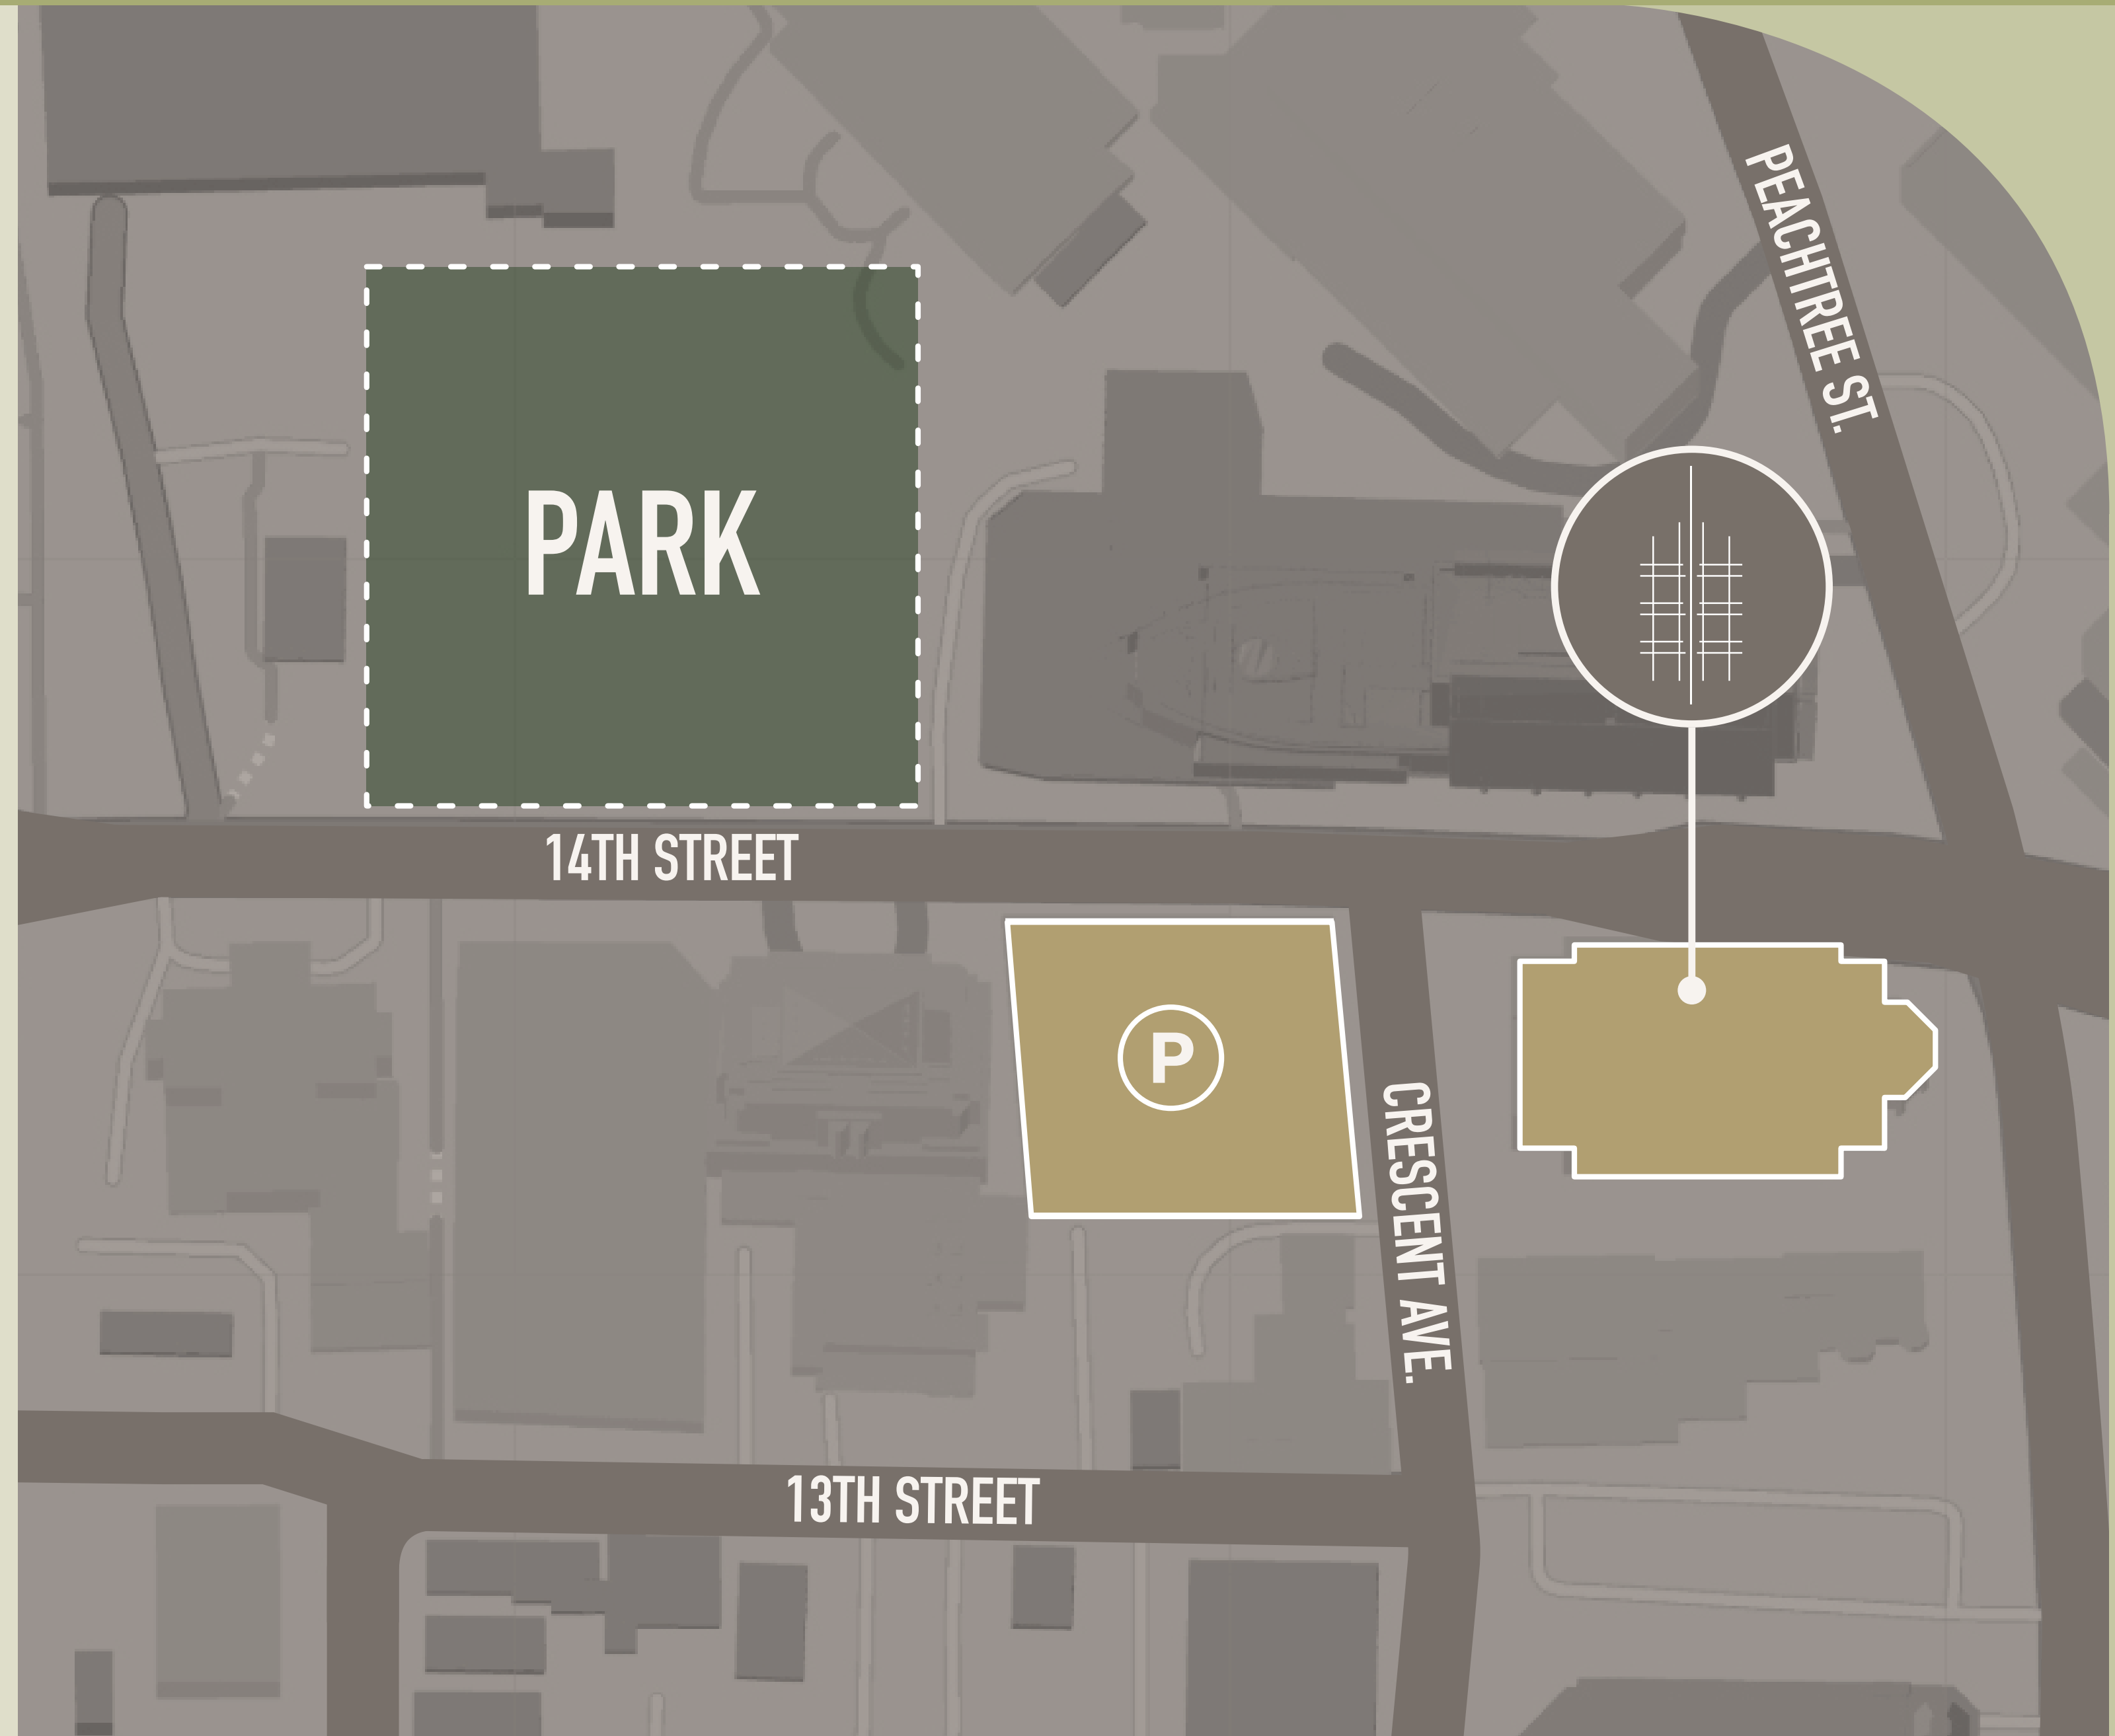 PEACHTREE ST.
PARK
14TH STREET
P
CRESCENT AVE.
13TH STREET